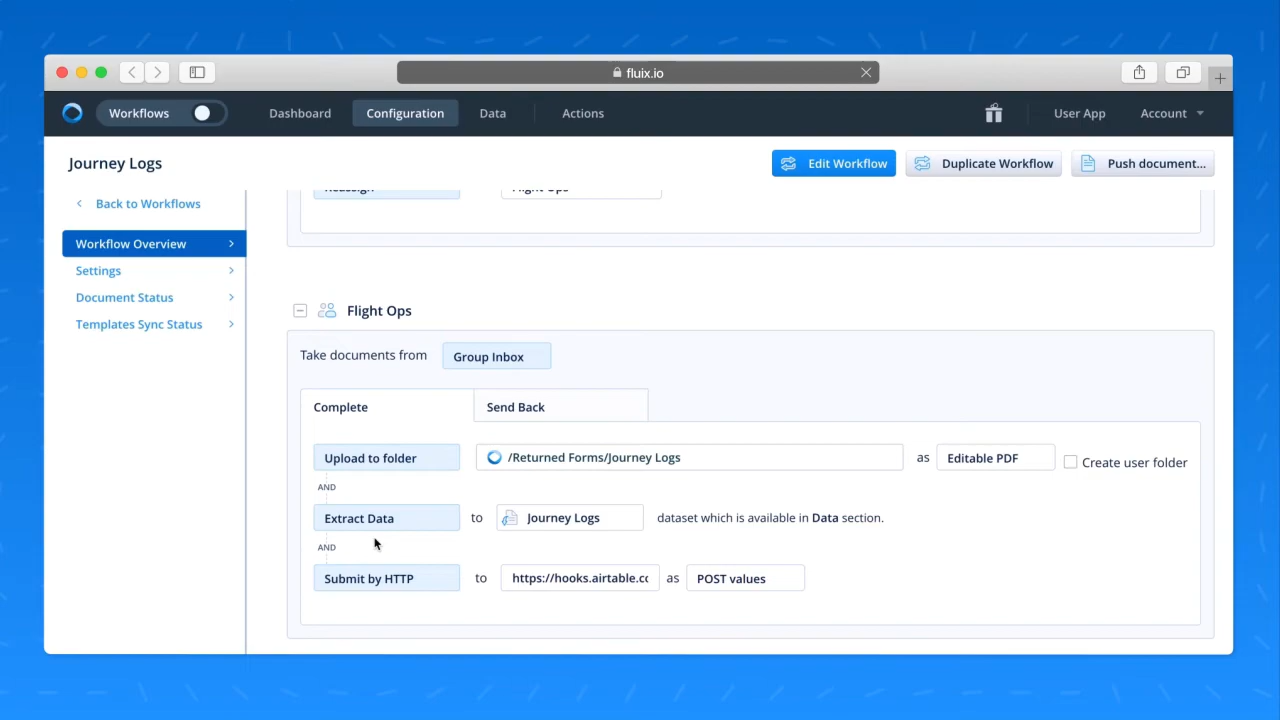 fluix.io
Workflows Dashboard Configuration Data Actions User App Account
Journey Logs Edit Workflow Duplicate Workflow Push document...
Back to Workflows
Workflow Overview
Settings
Document Status
Templates Sync Status
Reassign Flight Ops
Flight Ops
Take documents from Group Inbox
Complete Send Back
Upload to folder /Returned Forms/Journey Logs as Editable PDF Create user folder
AND
Extract Data to Journey Logs dataset which is available in Data section.
AND
Submit by HTTP to https://hooks.airtable.cc as POST values